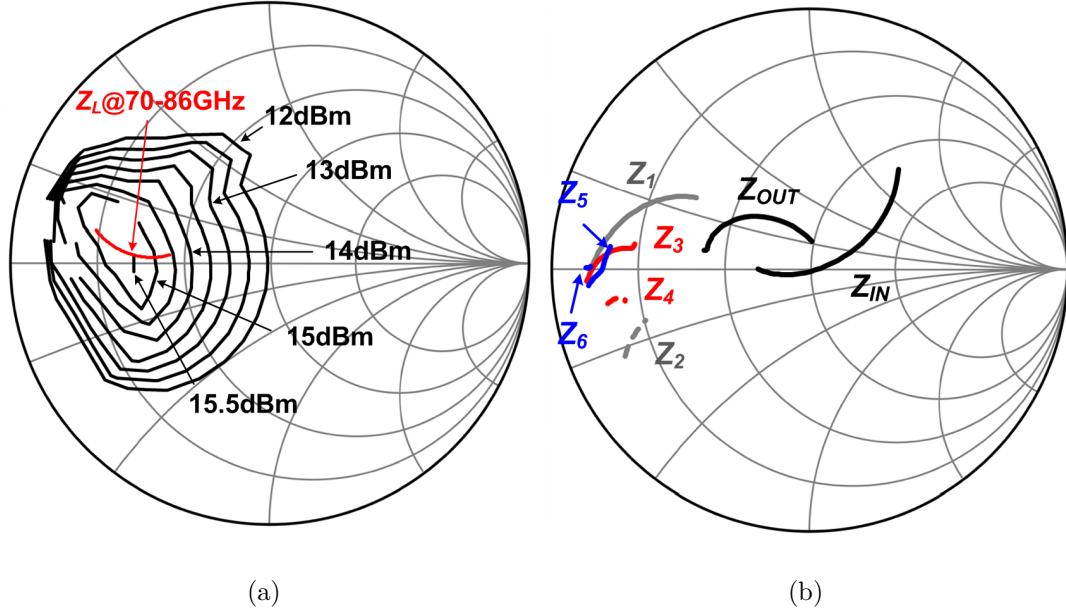 Z_L@70-86GHz
12dBm
13dBm
14dBm
15dBm
15.5dBm
(a)
Z_1
Z_5
Z_OUT
Z_3
Z_4
Z_IN
Z_6
Z_2
(b)